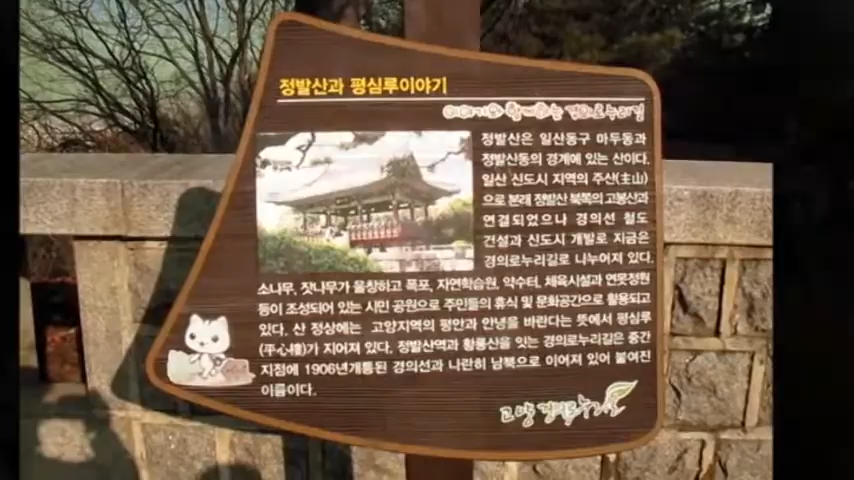 정발산과 평심루이야기
이야기와 함께하는 경의로누리길
정발산은 일산동구 마두동과
정발산동의 경계에 있는 산이다.
일산 신도시 지역의 주산(主山)
으로 본래 정발산 북쪽의 고봉산과
연결되었으나 경의선 철도
건설과 신도시 개발로 지금은
경의로누리길로 나누어져 있다.
소나무, 잣나무가 울창하고 폭포, 자연학습원, 약수터, 체육시설과 연못정원
등이 조성되어 있는 시민 공원으로 주민들의 휴식 및 문화공간으로 활용되고
있다. 산 정상에는 고양지역의 평안과 안녕을 바란다는 뜻에서 평심루
(平心樓)가 지어져 있다. 정발산역과 황룡산을 잇는 경의로누리길은 중간
지점에 1906년개통된 경의선과 나란히 남북으로 이어져 있어 붙여진
이름이다.
고양 경의로누리길